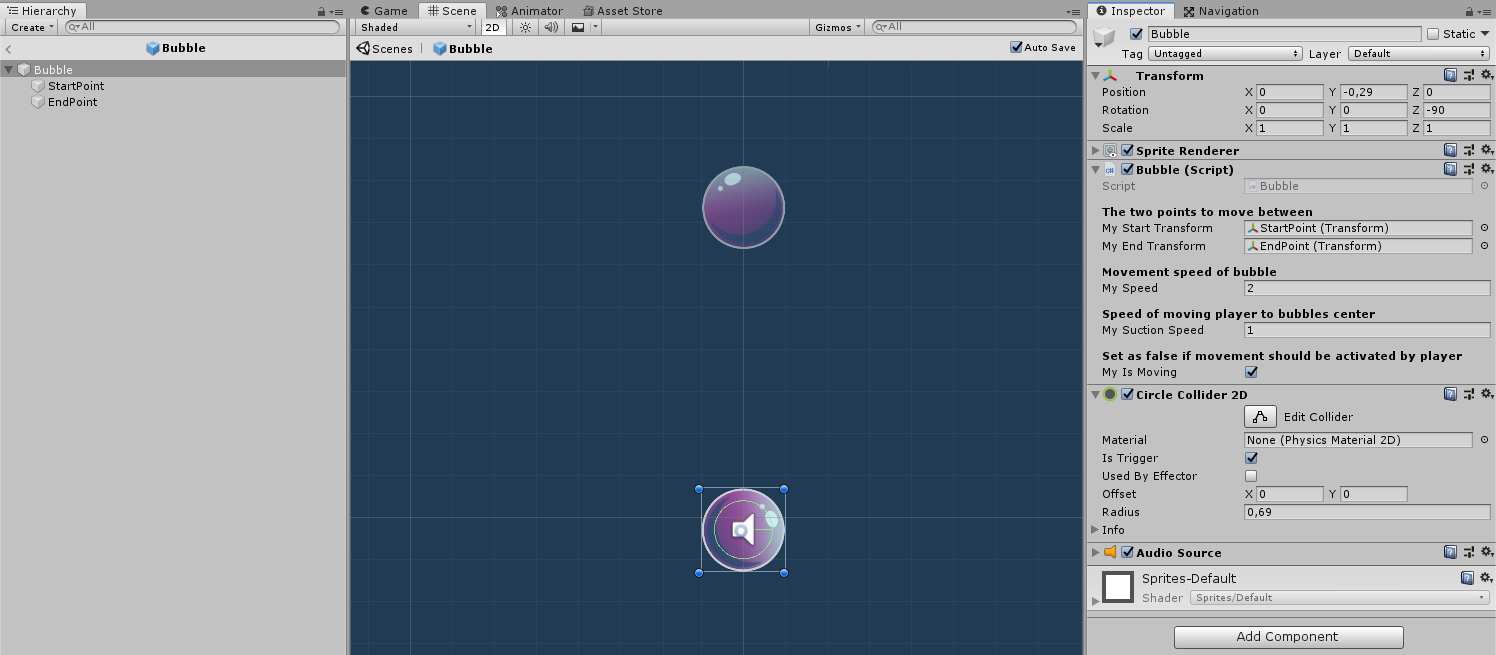 Hierarchy
Create
All
Bubble
Bubble
StartPoint
EndPoint
Game Scene Animator Asset Store
Shaded 2D Gizmos All
Scenes Bubble Auto Save
Inspector Navigation
Bubble Static
Tag Untagged Layer Default
Transform
Position X 0 Y -0,29 Z 0
Rotation X 0 Y 0 Z -90
Scale X 1 Y 1 Z 1
Sprite Renderer
Bubble (Script)
Script Bubble
The two points to move between
My Start Transform StartPoint (Transform)
My End Transform EndPoint (Transform)
Movement speed of bubble
My Speed 2
Speed of moving player to bubbles center
My Suction Speed 1
Set as false if movement should be activated by player
My Is Moving
Circle Collider 2D
Edit Collider
Material None (Physics Material 2D)
Is Trigger
Used By Effector
Offset X 0 Y 0
Radius 0,69
Info
Audio Source
Sprites-Default
Shader Sprites/Default
Add Component